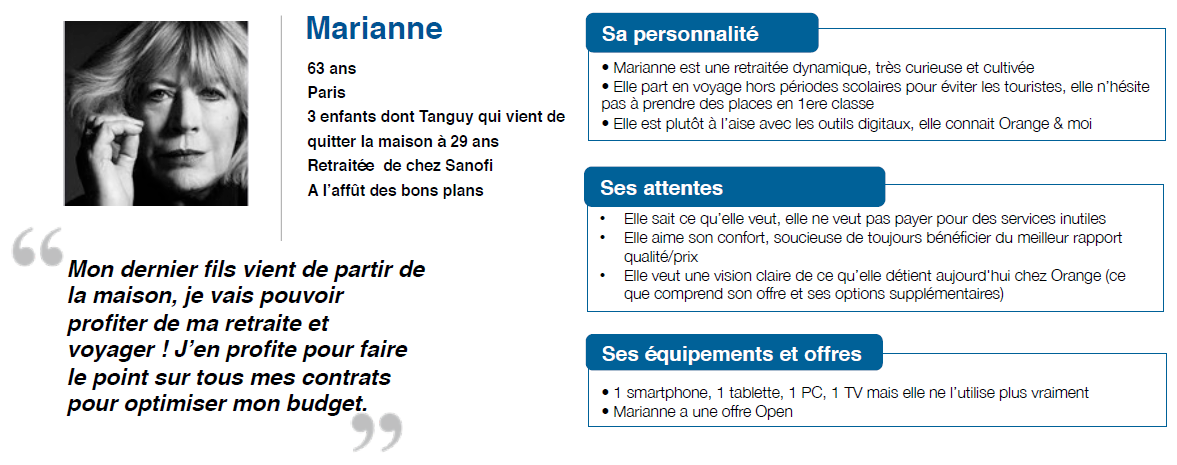 Marianne
63 ans
Paris
3 enfants dont Tanguy qui vient de
quitter la maison à 29 ans
Retraitée  de chez Sanofi
A l'affût des bons plans
“
Mon dernier fils vient de partir de
la maison, je vais pouvoir
profiter de ma retraite et
voyager ! J'en profite pour faire
le point sur tous mes contrats
pour optimiser mon budget.
”
Sa personnalité
• Marianne est une retraitée dynamique, très curieuse et cultivée
• Elle part en voyage hors périodes scolaires pour éviter les touristes, elle n'hésite
pas à prendre des places en 1ere classe
• Elle est plutôt à l'aise avec les outils digitaux, elle connait Orange & moi
Ses attentes
• Elle sait ce qu'elle veut, elle ne veut pas payer pour des services inutiles
• Elle aime son confort, soucieuse de toujours bénéficier du meilleur rapport
qualité/prix
• Elle veut une vision claire de ce qu'elle détient aujourd'hui chez Orange (ce
que comprend son offre et ses options supplémentaires)
Ses équipements et offres
• 1 smartphone, 1 tablette, 1 PC, 1 TV mais elle ne l'utilise plus vraiment
• Marianne a une offre Open